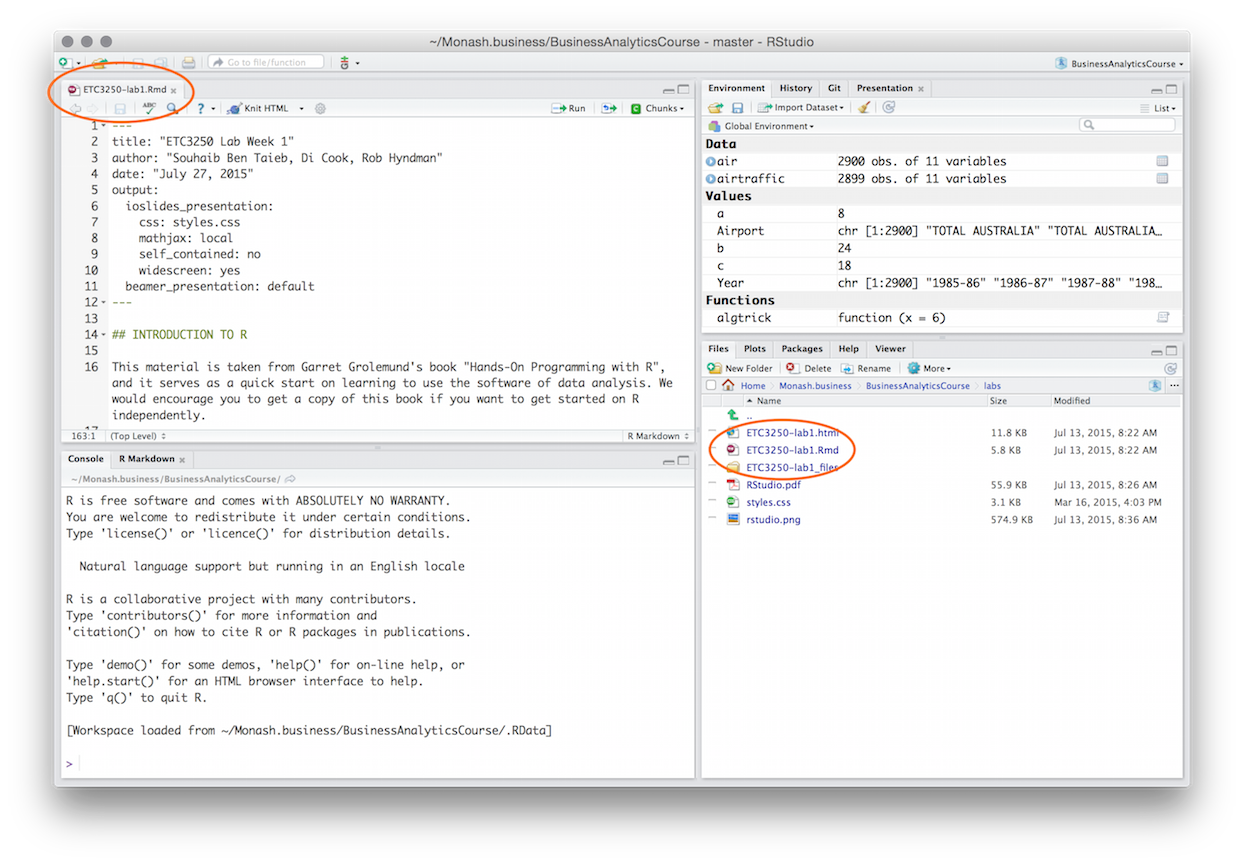 ~/Monash.business/BusinessAnalyticsCourse - master - RStudio
Go to file/function
BusinessAnalyticsCourse
ETC3250-lab1.Rmd
ABC
?
Knit HTML
Run
Chunks
1 ---
2 title: "ETC3250 Lab Week 1"
3 author: "Souhaib Ben Taieb, Di Cook, Rob Hyndman"
4 date: "July 27, 2015"
5 output:
6 ioslides_presentation:
7 css: styles.css
8 mathjax: local
9 self_contained: no
10 widescreen: yes
11 beamer_presentation: default
12 ---
13
14 ## INTRODUCTION TO R
15
16 This material is taken from Garret Grolemund's book "Hands-On Programming with R",
and it serves as a quick start on learning to use the software of data analysis. We
would encourage you to get a copy of this book if you want to get started on R
independently.
17
163:1 (Top Level) R Markdown
Console R Markdown
~/Monash.business/BusinessAnalyticsCourse/
R is free software and comes with ABSOLUTELY NO WARRANTY.
You are welcome to redistribute it under certain conditions.
Type 'license()' or 'licence()' for distribution details.
Natural language support but running in an English locale
R is a collaborative project with many contributors.
Type 'contributors()' for more information and
'citation()' on how to cite R or R packages in publications.
Type 'demo()' for some demos, 'help()' for on-line help, or
'help.start()' for an HTML browser interface to help.
Type 'q()' to quit R.
[Workspace loaded from ~/Monash.business/BusinessAnalyticsCourse/.RData]
>
Environment History Git Presentation
Import Dataset List
Global Environment
Data
air 2900 obs. of 11 variables
airtraffic 2899 obs. of 11 variables
Values
a 8
Airport chr [1:2900] "TOTAL AUSTRALIA" "TOTAL AUSTRALIA…
b 24
c 18
Year chr [1:2900] "1985-86" "1986-87" "1987-88" "198…
Functions
algtrick function (x = 6)
Files Plots Packages Help Viewer
New Folder Delete Rename More
Home Monash.business BusinessAnalyticsCourse labs ...
Name Size Modified
..
ETC3250-lab1.html 11.8 KB Jul 13, 2015, 8:22 AM
ETC3250-lab1.Rmd 5.8 KB Jul 13, 2015, 8:22 AM
ETC3250-lab1_files
RStudio.pdf 55.9 KB Jul 13, 2015, 8:26 AM
styles.css 3.1 KB Mar 16, 2015, 4:03 PM
rstudio.png 574.9 KB Jul 13, 2015, 8:36 AM